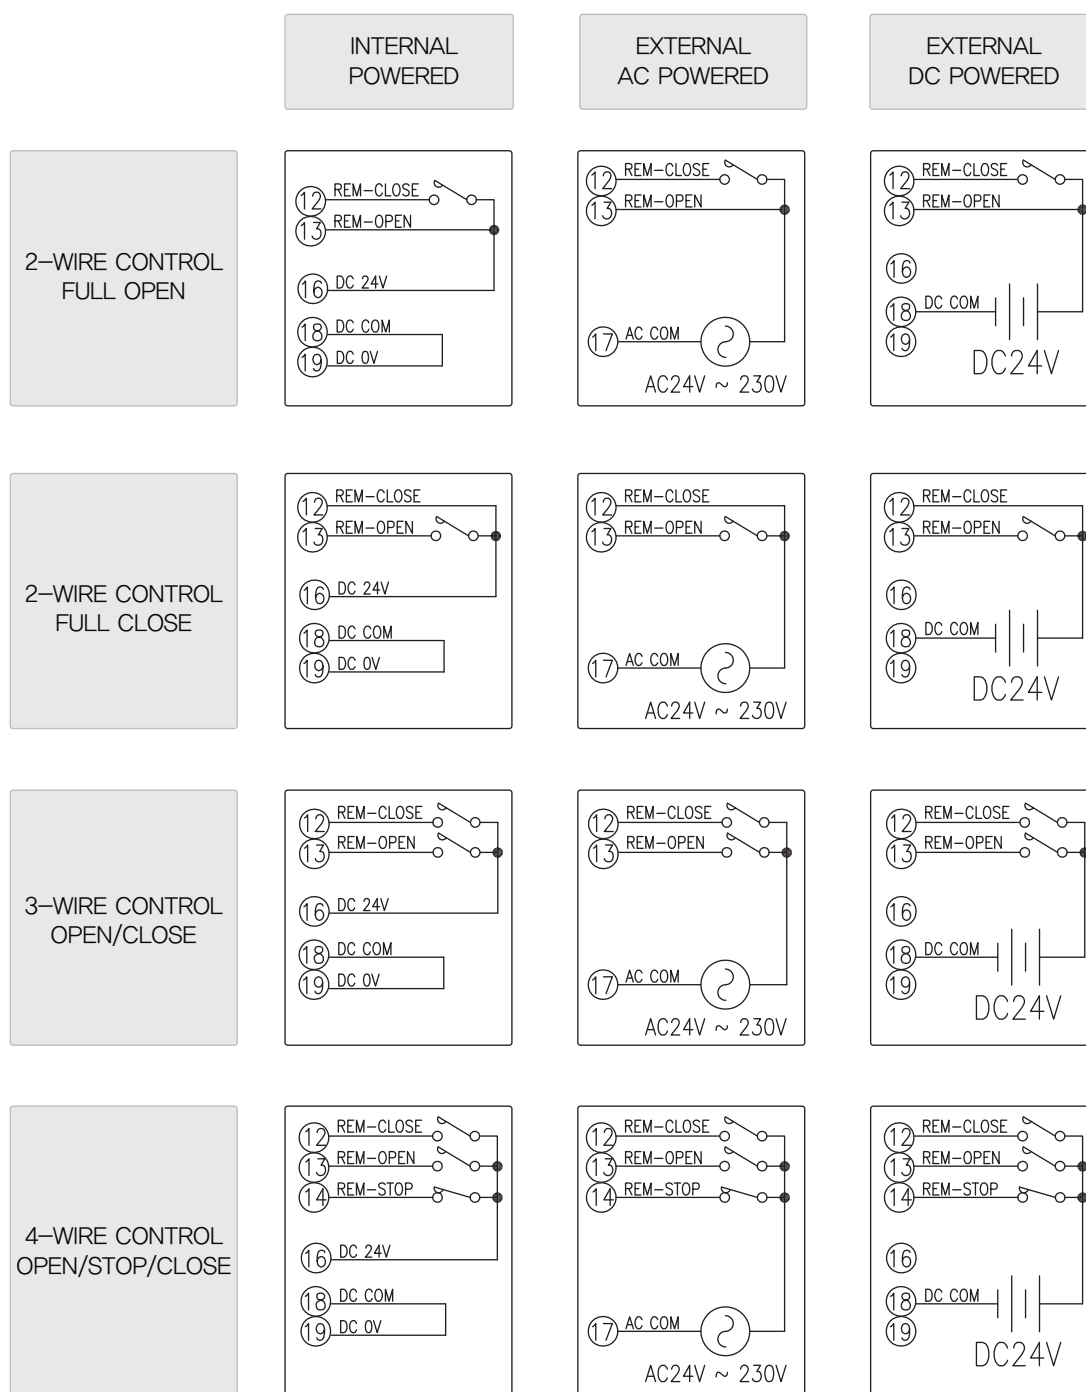 INTERNAL
POWERED
EXTERNAL
AC POWERED
EXTERNAL
DC POWERED
2-WIRE CONTROL
FULL OPEN
12 REM-CLOSE
13 REM-OPEN
16 DC 24V
18 DC COM
19 DC 0V
12 REM-CLOSE
13 REM-OPEN
17 AC COM
AC24V ~ 230V
12 REM-CLOSE
13 REM-OPEN
16
18 DC COM
19
DC24V
2-WIRE CONTROL
FULL CLOSE
12 REM-CLOSE
13 REM-OPEN
16 DC 24V
18 DC COM
19 DC 0V
12 REM-CLOSE
13 REM-OPEN
17 AC COM
AC24V ~ 230V
12 REM-CLOSE
13 REM-OPEN
16
18 DC COM
19
DC24V
3-WIRE CONTROL
OPEN/CLOSE
12 REM-CLOSE
13 REM-OPEN
16 DC 24V
18 DC COM
19 DC 0V
12 REM-CLOSE
13 REM-OPEN
17 AC COM
AC24V ~ 230V
12 REM-CLOSE
13 REM-OPEN
16
18 DC COM
19
DC24V
4-WIRE CONTROL
OPEN/STOP/CLOSE
12 REM-CLOSE
13 REM-OPEN
14 REM-STOP
16 DC 24V
18 DC COM
19 DC 0V
12 REM-CLOSE
13 REM-OPEN
14 REM-STOP
17 AC COM
AC24V ~ 230V
12 REM-CLOSE
13 REM-OPEN
14 REM-STOP
16
18 DC COM
19
DC24V